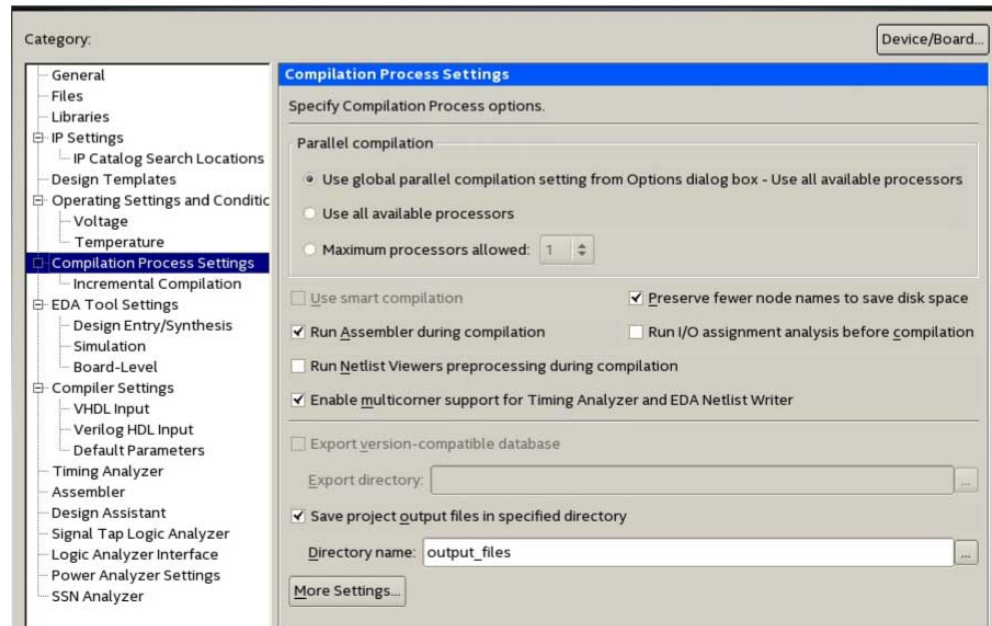 Category:
Device/Board...
General
Files
Libraries
IP Settings
IP Catalog Search Locations
Design Templates
Operating Settings and Conditic
Voltage
Temperature
Compilation Process Settings
Incremental Compilation
EDA Tool Settings
Design Entry/Synthesis
Simulation
Board-Level
Compiler Settings
VHDL Input
Verilog HDL Input
Default Parameters
Timing Analyzer
Assembler
Design Assistant
Signal Tap Logic Analyzer
Logic Analyzer Interface
Power Analyzer Settings
SSN Analyzer
Compilation Process Settings
Specify Compilation Process options.
Parallel compilation
Use global parallel compilation setting from Options dialog box - Use all available processors
Use all available processors
Maximum processors allowed: 1
Use smart compilation
Preserve fewer node names to save disk space
Run Assembler during compilation
Run I/O assignment analysis before compilation
Run Netlist Viewers preprocessing during compilation
Enable multicorner support for Timing Analyzer and EDA Netlist Writer
Export version-compatible database
Export directory: ...
Save project output files in specified directory
Directory name: output_files ...
More Settings...